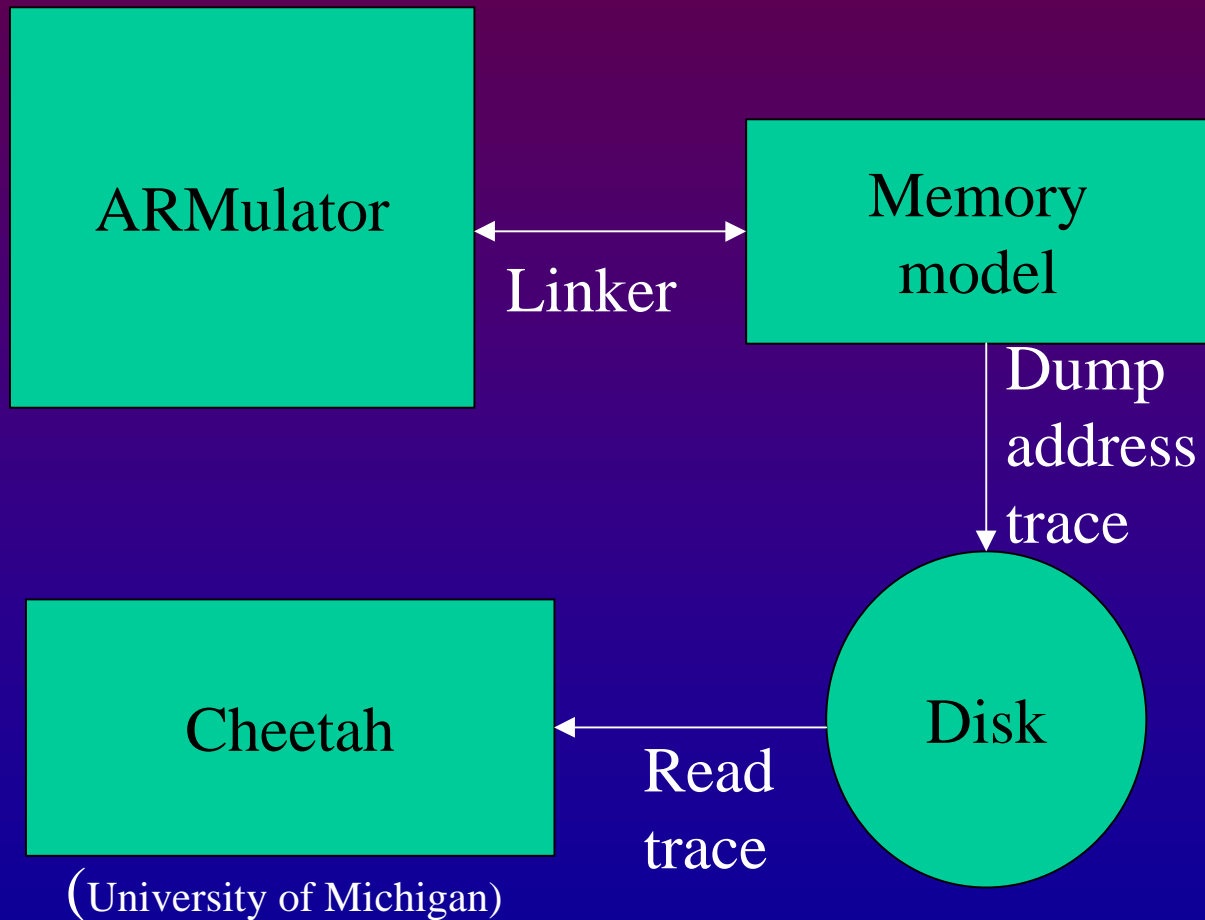 ARMulator
Linker
Memory
model
Dump
address
trace
Disk
Read
trace
Cheetah
(University of Michigan)